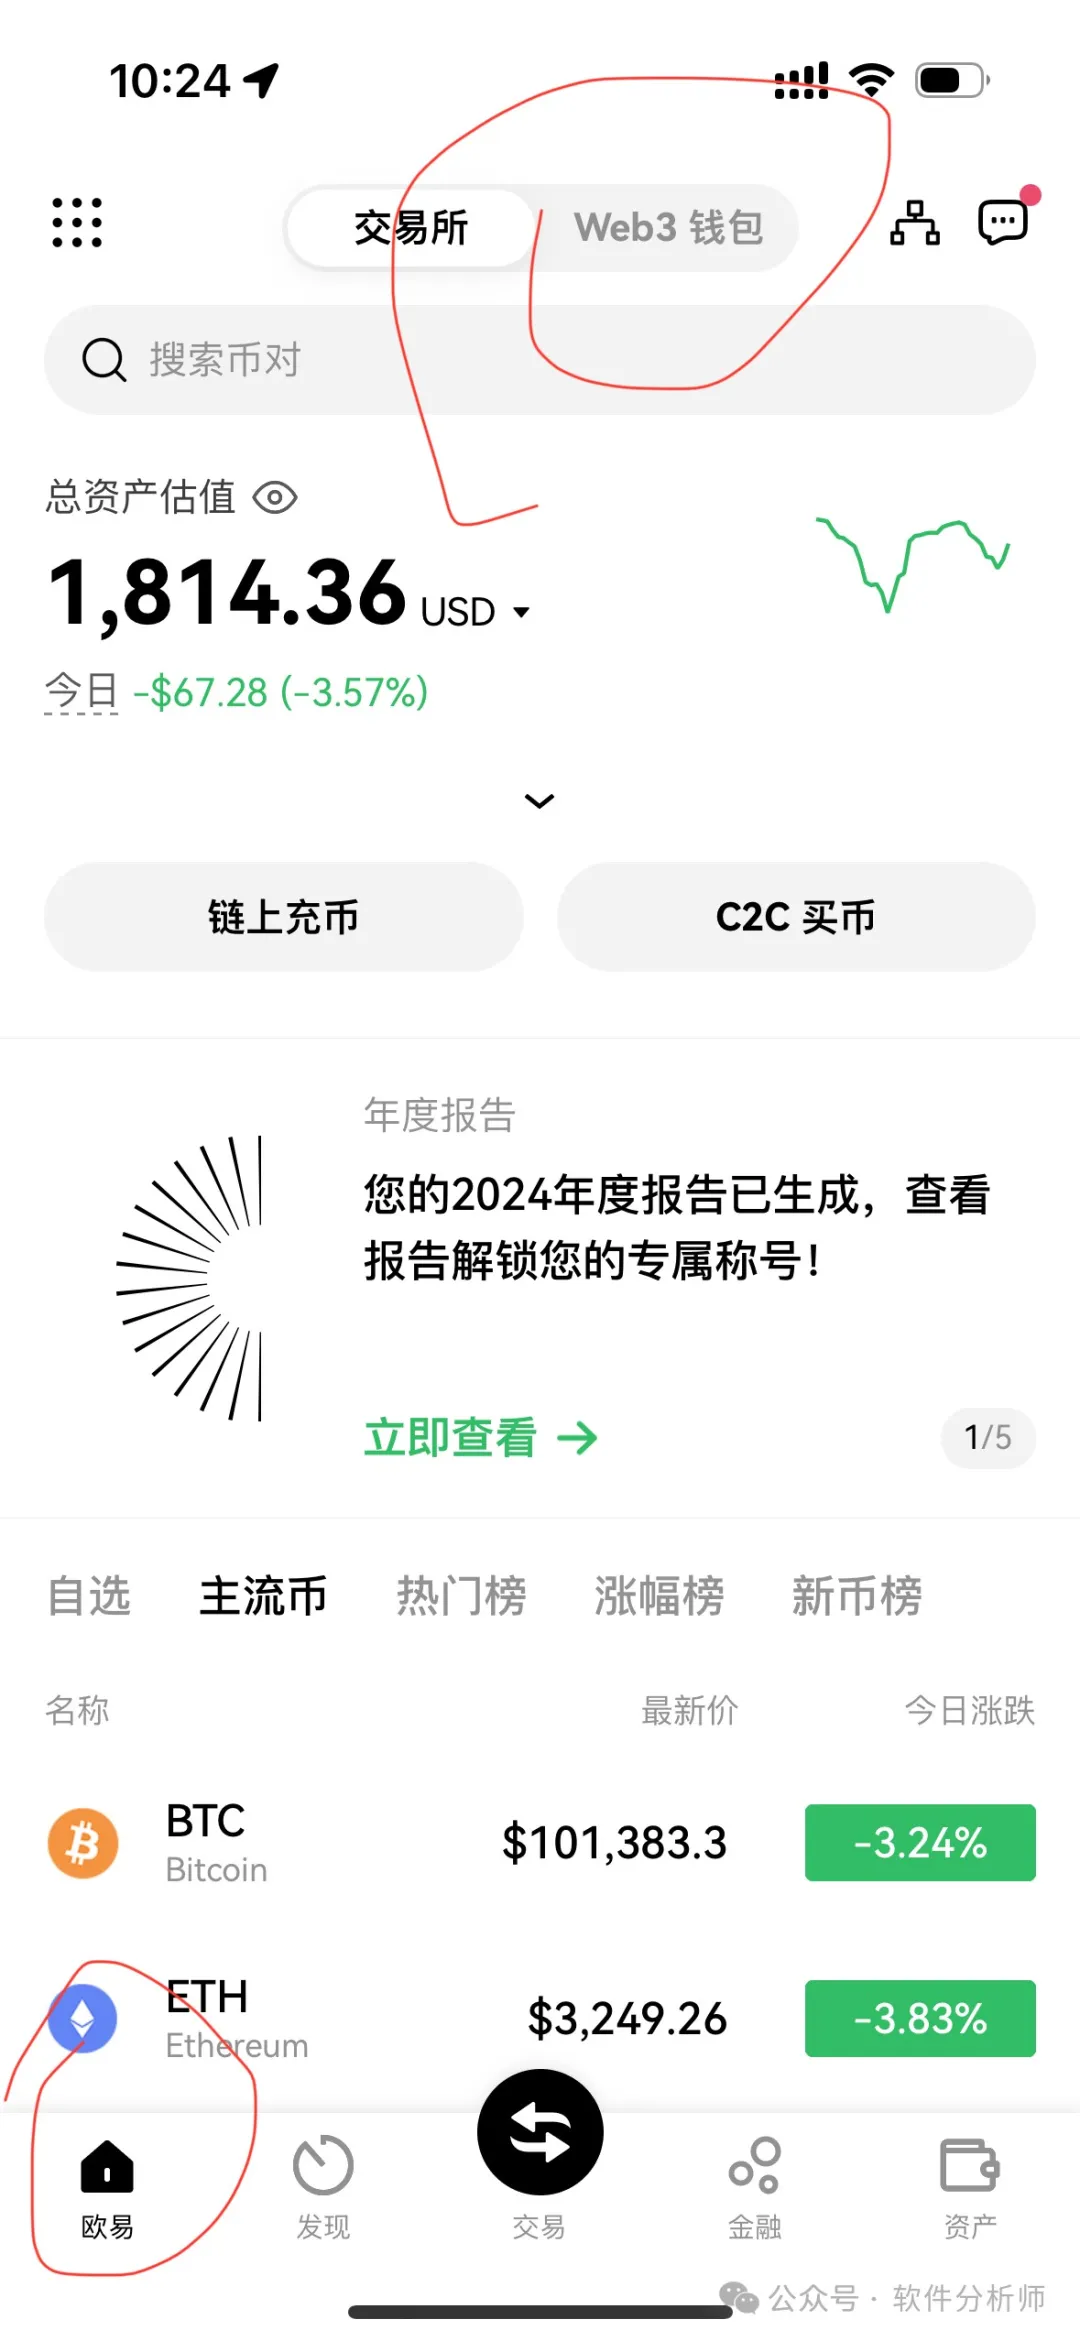 10:24
交易所 Web3 钱包
搜索币对
总资产估值
1,814.36 USD
今日 -$67.28 (-3.57%)
链上充币 C2C 买币
年度报告
您的2024年度报告已生成，查看
报告解锁您的专属称号！
立即查看 → 1/5
自选 主流币 热门榜 涨幅榜 新币榜
名称 最新价 今日涨跌
BTC
Bitcoin
$101,383.3 -3.24%
ETH
Ethereum
$3,249.26 -3.83%
欧易 发现 交易 金融 资产
公众号 · 软件分析师